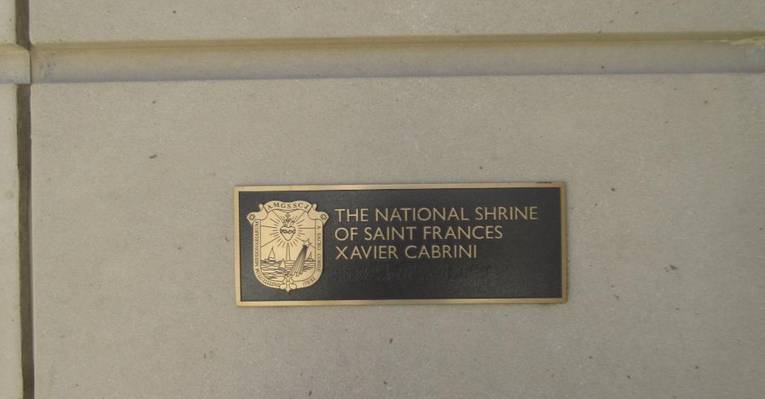 A.M.G.S.S.C.J.
THE NATIONAL SHRINE
OF SAINT FRANCES
XAVIER CABRINI